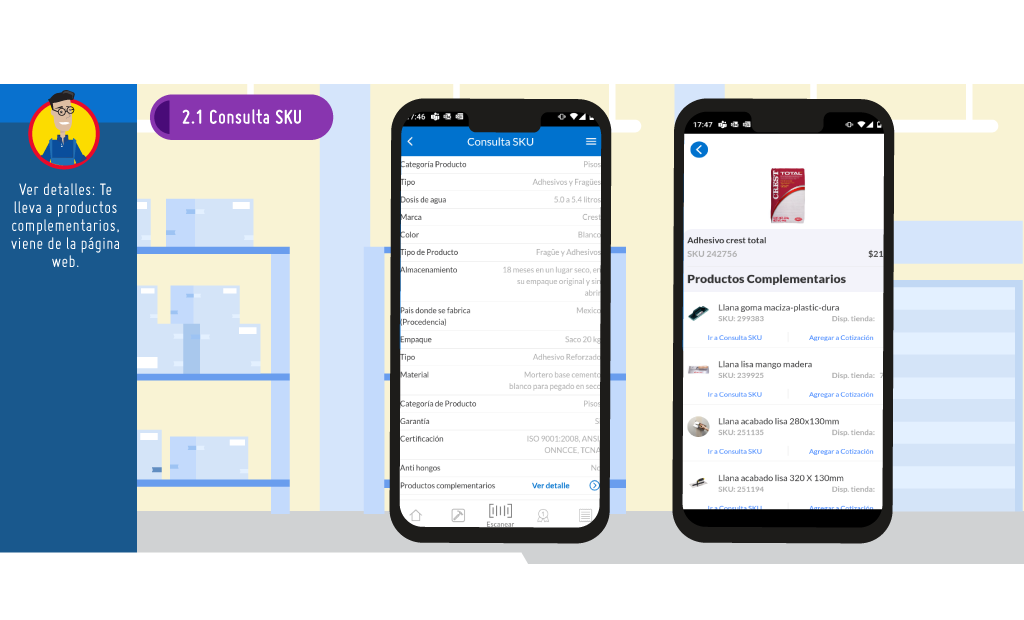 2.1 Consulta SKU
Ver detalles: Te
lleva a productos
complementarios,
viene de la página
web.
7:46
Consulta SKU
Categoría Producto Pisos
Tipo Adhesivos y Fragües
Dosis de agua 5.0 a 5.4 litros
Marca Crest
Color Blanco
Tipo de Producto Fragüe y Adhesivos
Almacenamiento 18 meses en un lugar seco, en
su empaque original y sin
abrir
País donde se fabrica Mexico
(Procedencia)
Empaque Saco 20 kg
Tipo Adhesivo Reforzado
Material Mortero base cemento
blanco para pegado en seco
Categoría de Producto Pisos
Garantía S
Certificación ISO 9001:2008, ANSI,
ONNCCE, TCNA
Anti hongos No
Productos complementarios Ver detalle
Escanear
17:47
CREST TOTAL
Adhesivo crest total
SKU 242756 $21
Productos Complementarios
Llana goma maciza-plastic-dura
SKU: 299383 Disp. tienda:
Ir a Consulta SKU Agregar a Cotización
Llana lisa mango madera
SKU: 239925 Disp. tienda: 7
Ir a Consulta SKU Agregar a Cotización
Llana acabado lisa 280x130mm
SKU: 251135 Disp. tienda:
Ir a Consulta SKU Agregar a Cotización
Llana acabado lisa 320 X 130mm
SKU: 251194 Disp. tienda:
Ir a Consulta SKU Agregar a Cotización